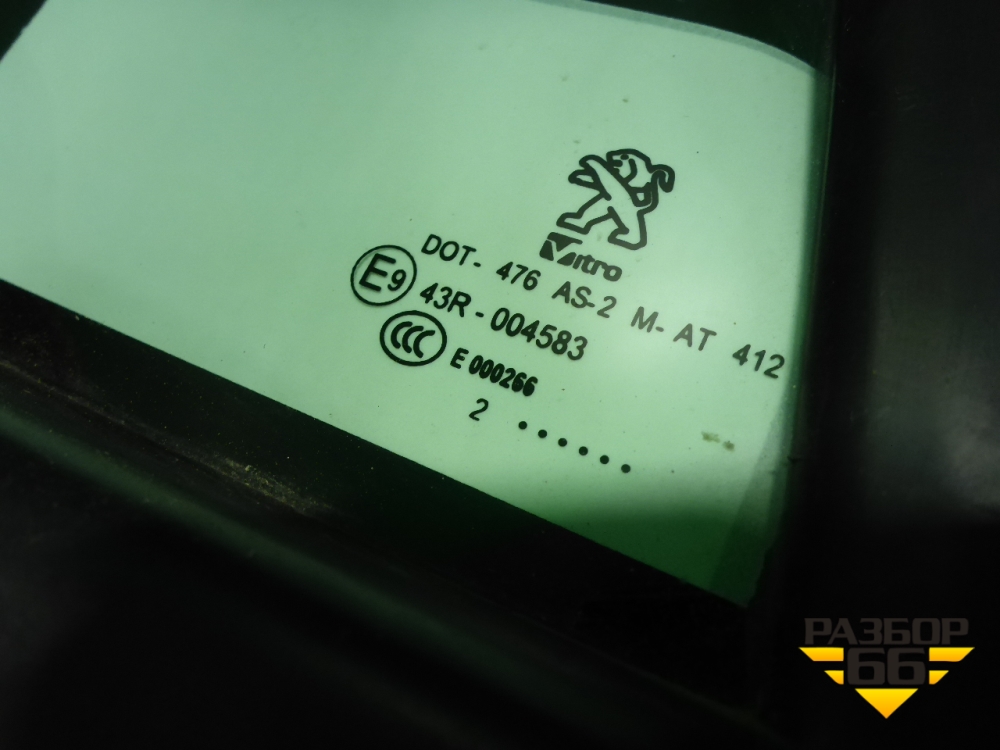 Vitro
DOT- 476 AS-2 M- AT 412
E9
43R - 004583
CCC
E 000266
2 ......
РАЗБОР
66